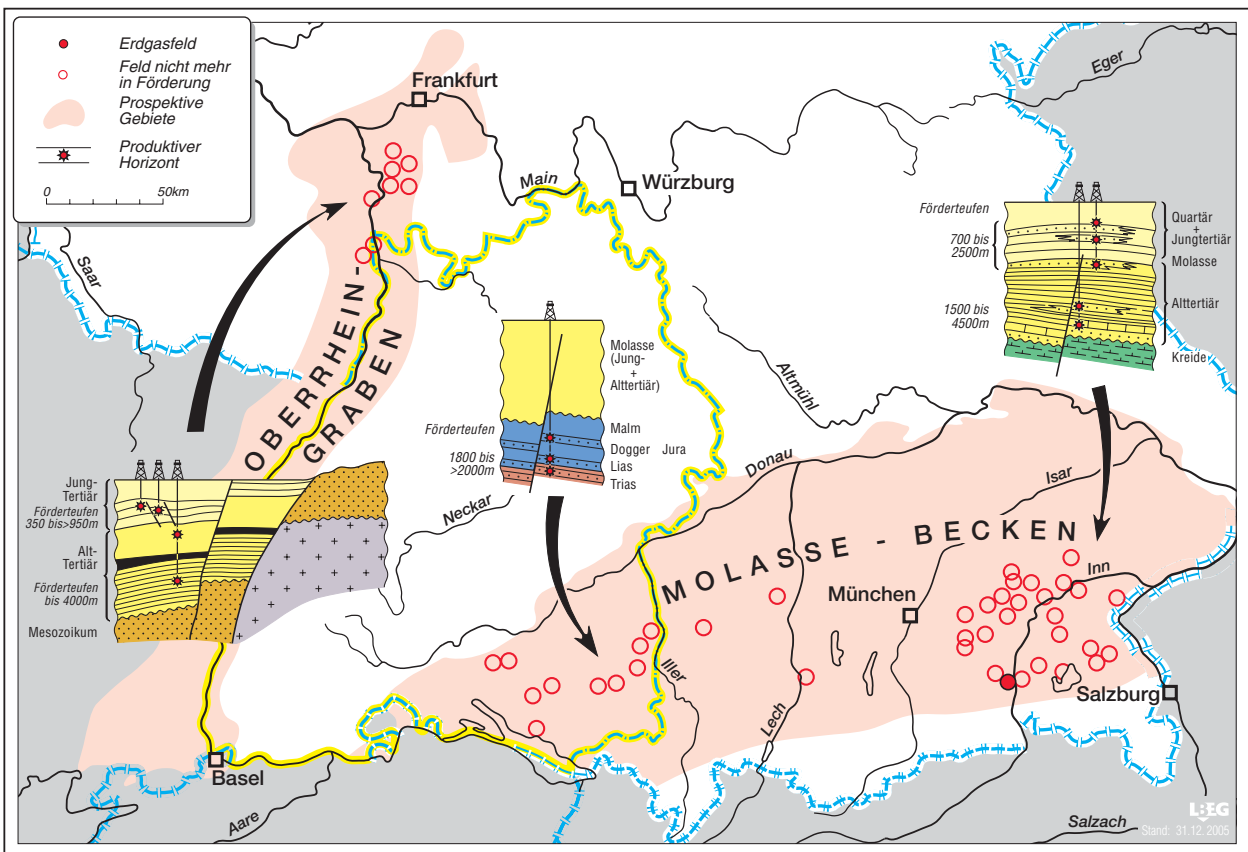 Erdgasfeld
Feld nicht mehr
in Förderung
Prospektive
Gebiete
Produktiver
Horizont
0 50km
Frankfurt
Eger
Main
Würzburg
Saar
OBERRHEIN-
GRABEN
Förderteufen
700 bis
2500m
1500 bis
4500m
Quartär
+
Jungtertiär
Molasse
Alttertiär
Kreide
Molasse
(Jung-
+
Alttertiär)
Förderteufen
1800 bis
>2000m
Malm
Dogger Jura
Lias
Trias
Altmühl
Donau
Isar
Neckar
Jung-
Tertiär
Förderteufen
350 bis>950m
Alt-
Tertiär
Förderteufen
bis 4000m
Mesozoikum
MOLASSE - BECKEN
München
Inn
Iller
Lech
Salzburg
Basel
Aare
Salzach
LBEG
Stand: 31.12.2005